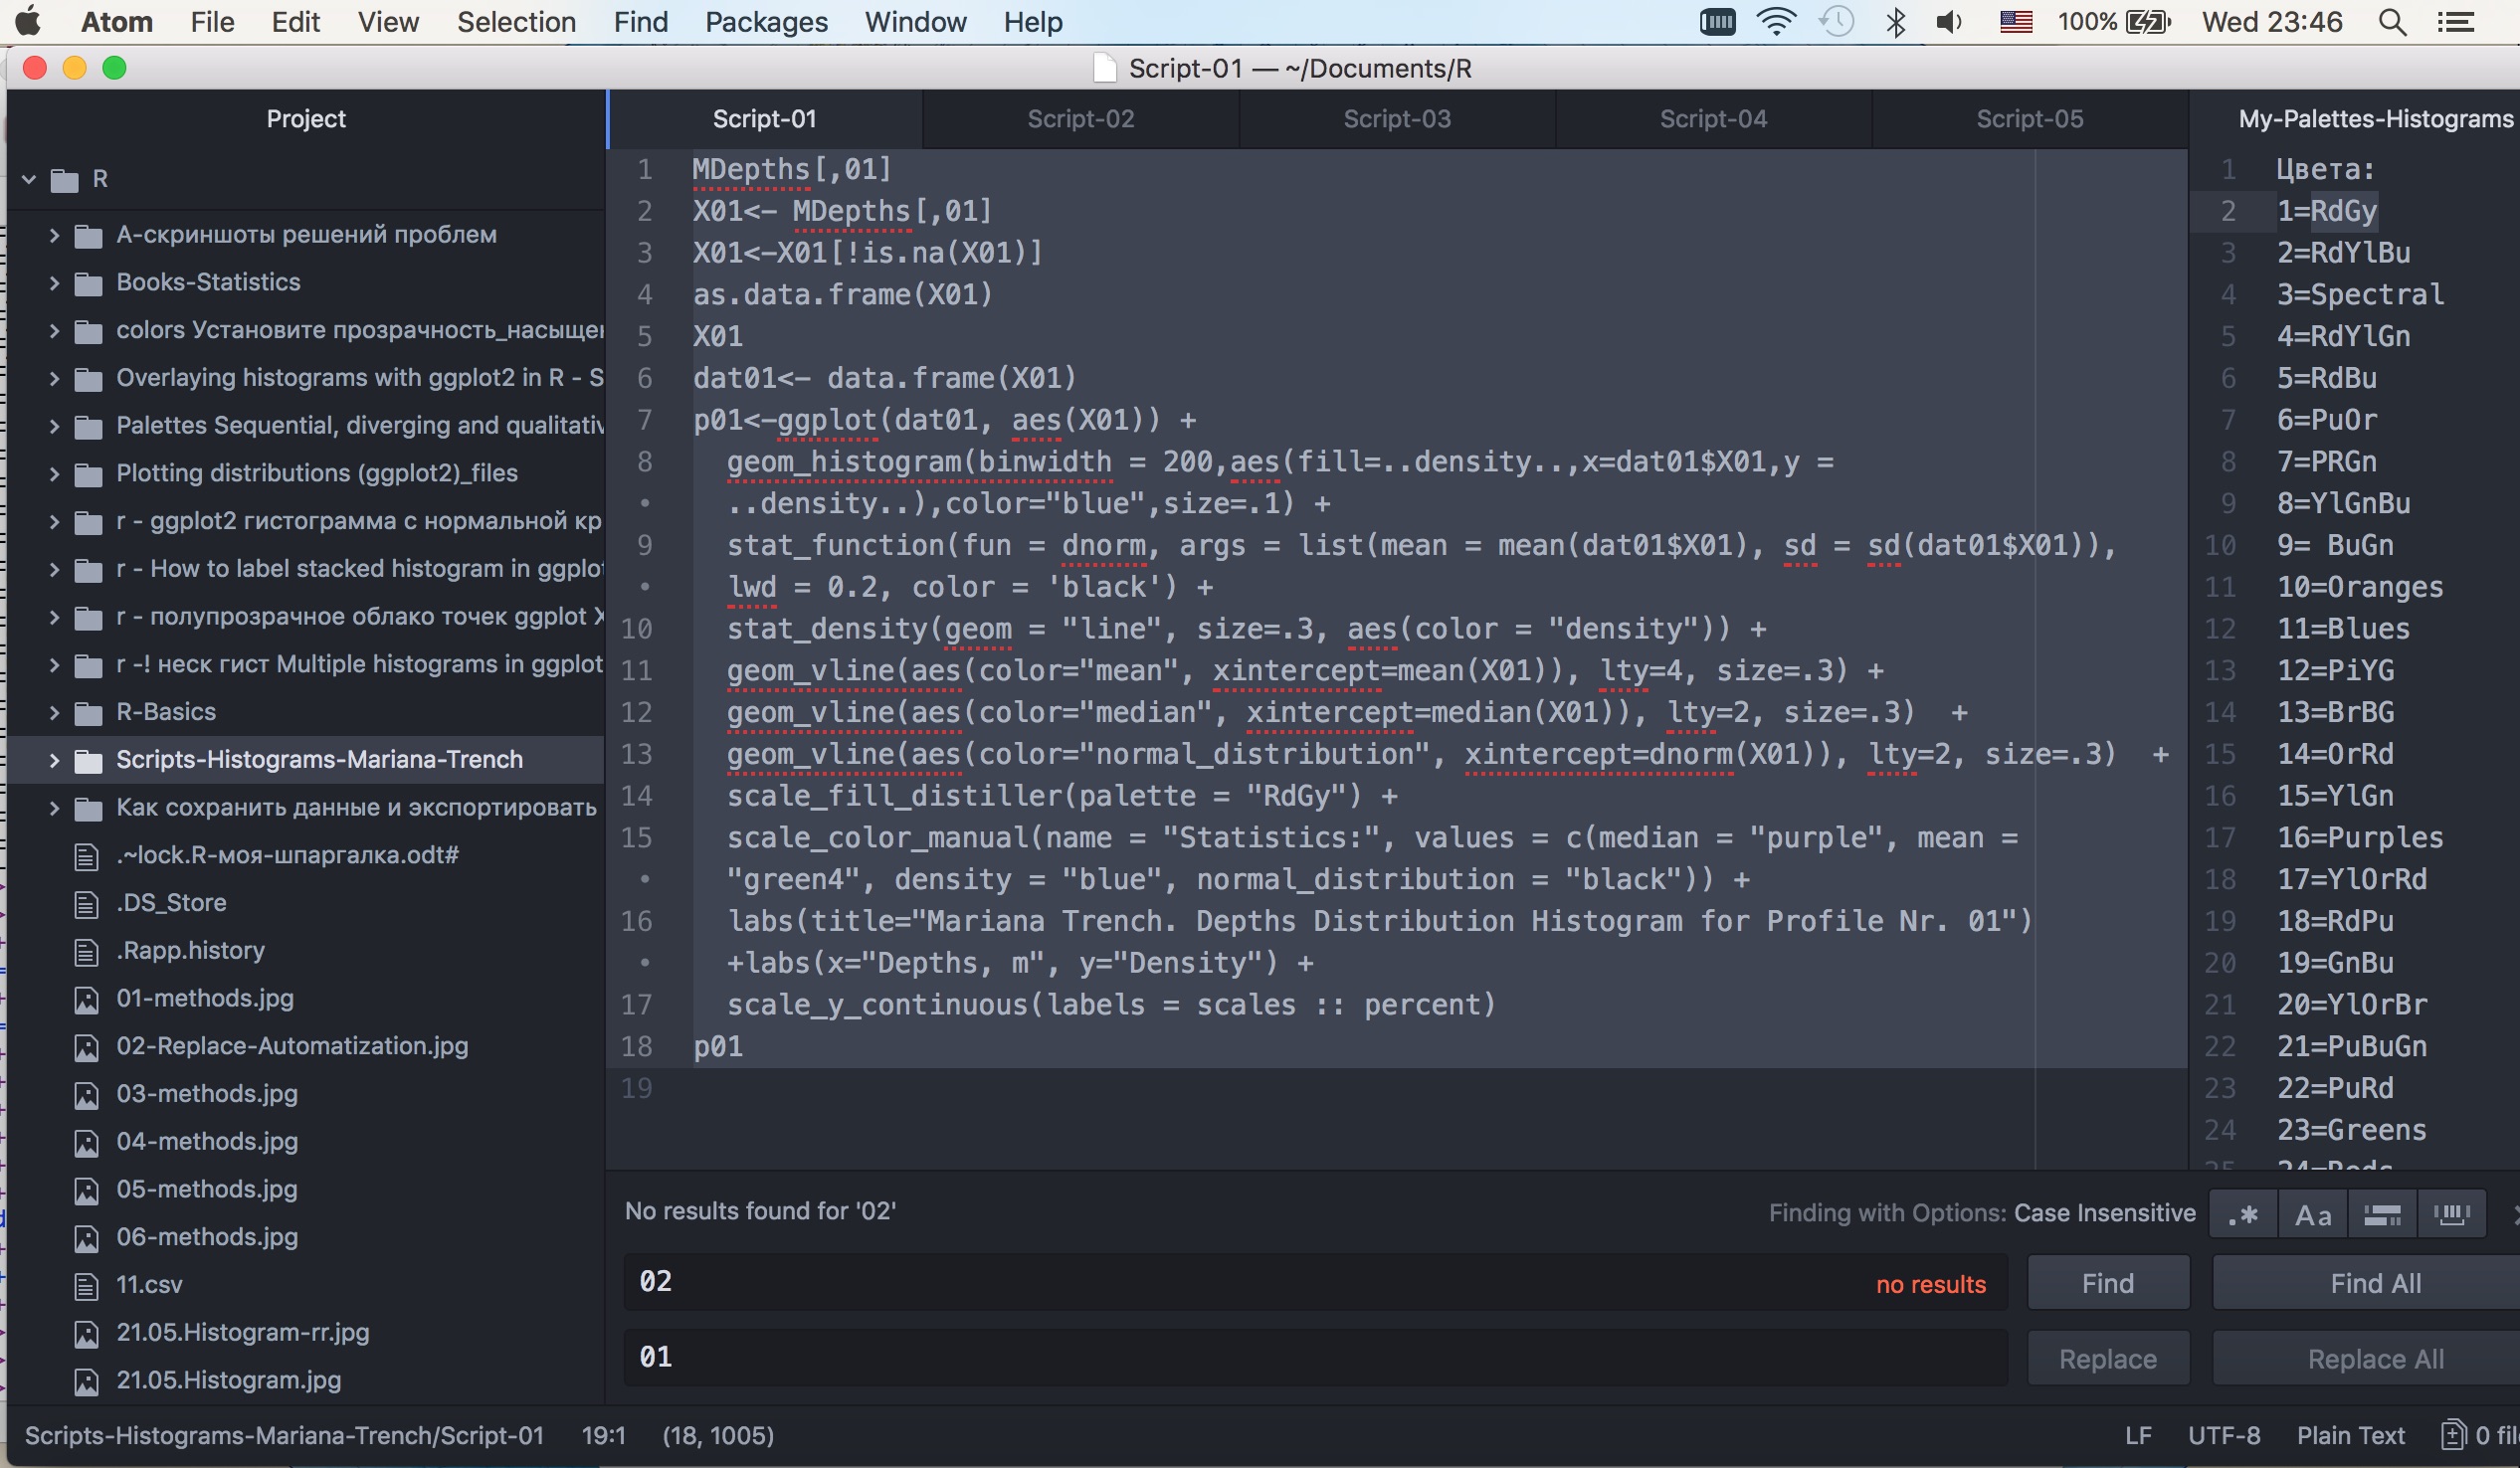 Atom File Edit View Selection Find Packages Window Help 100% Wed 23:46
Script-01 — ~/Documents/R
Project
R
А-скриншоты решений проблем
Books-Statistics
colors Установите прозрачность_насыщен
Overlaying histograms with ggplot2 in R - S
Palettes Sequential, diverging and qualitativ
Plotting distributions (ggplot2)_files
r - ggplot2 гистограмма с нормальной кр
r - How to label stacked histogram in ggplot
r - полупрозрачное облако точек ggplot X
r -! неск гист Multiple histograms in ggplot
R-Basics
Scripts-Histograms-Mariana-Trench
Как сохранить данные и экспортировать
.~lock.R-моя-шпаргалка.odt#
.DS_Store
.Rapp.history
01-methods.jpg
02-Replace-Automatization.jpg
03-methods.jpg
04-methods.jpg
05-methods.jpg
06-methods.jpg
11.csv
21.05.Histogram-rr.jpg
21.05.Histogram.jpg
Script-01 Script-02 Script-03 Script-04 Script-05
1 MDepths[,01]
2 X01<- MDepths[,01]
3 X01<-X01[!is.na(X01)]
4 as.data.frame(X01)
5 X01
6 dat01<- data.frame(X01)
7 p01<-ggplot(dat01, aes(X01)) +
8 geom_histogram(binwidth = 200,aes(fill=..density..,x=dat01$X01,y =
• ..density..),color="blue",size=.1) +
9 stat_function(fun = dnorm, args = list(mean = mean(dat01$X01), sd = sd(dat01$X01)),
• lwd = 0.2, color = 'black') +
10 stat_density(geom = "line", size=.3, aes(color = "density")) +
11 geom_vline(aes(color="mean", xintercept=mean(X01)), lty=4, size=.3) +
12 geom_vline(aes(color="median", xintercept=median(X01)), lty=2, size=.3)  +
13 geom_vline(aes(color="normal_distribution", xintercept=dnorm(X01)), lty=2, size=.3)  +
14 scale_fill_distiller(palette = "RdGy") +
15 scale_color_manual(name = "Statistics:", values = c(median = "purple", mean =
• "green4", density = "blue", normal_distribution = "black")) +
16 labs(title="Mariana Trench. Depths Distribution Histogram for Profile Nr. 01")
• +labs(x="Depths, m", y="Density") +
17 scale_y_continuous(labels = scales :: percent)
18 p01
19
My-Palettes-Histograms
1 Цвета:
2 1=RdGy
3 2=RdYlBu
4 3=Spectral
5 4=RdYlGn
6 5=RdBu
7 6=PuOr
8 7=PRGn
9 8=YlGnBu
10 9= BuGn
11 10=Oranges
12 11=Blues
13 12=PiYG
14 13=BrBG
15 14=OrRd
16 15=YlGn
17 16=Purples
18 17=YlOrRd
19 18=RdPu
20 19=GnBu
21 20=YlOrBr
22 21=PuBuGn
23 22=PuRd
24 23=Greens
25 24=Reds
No results found for '02'
Finding with Options: Case Insensitive .* Aa
02 no results Find Find All
01 Replace Replace All
Scripts-Histograms-Mariana-Trench/Script-01 19:1 (18, 1005) LF UTF-8 Plain Text 0